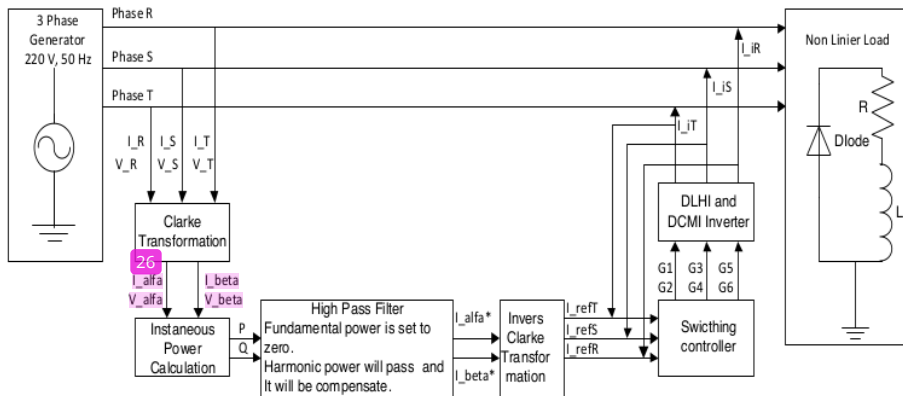 3 Phase
Generator
220 V, 50 Hz
Phase R
Phase S
Phase T
I_R
I_S
I_T
V_R
V_S
V_T
Clarke
Transformation
26
I_alfa
I_beta
V_alfa
V_beta
Instaneous
Power
Calculation
P
Q
High Pass Filter
Fundamental power is set to
zero.
Harmonic power will pass and
It will be compensate.
I_alfa*
I_beta*
Invers
Clarke
Transfor
mation
I_refT
I_refS
I_refR
Swicthing
controller
G1
G3
G5
G2
G4
G6
DLHI and
DCMI Inverter
I_iT
I_iS
I_iR
Non Linier Load
R
DIode
L